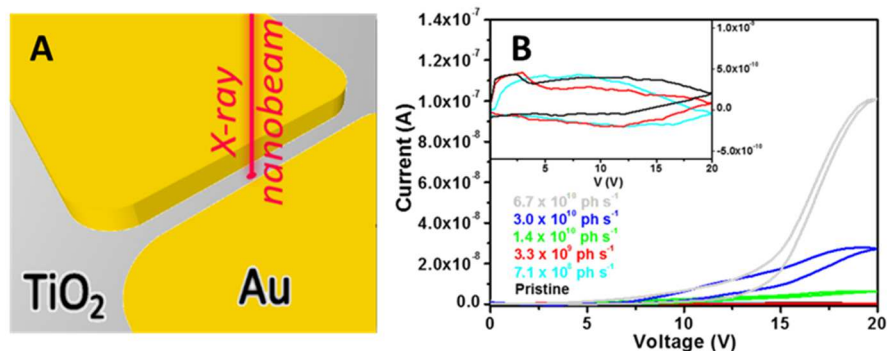 A
X-ray
nanobeam
TiO₂
Au
B
Current (A)
1.4x10⁻⁷
1.2x10⁻⁷
1.0x10⁻⁷
8.0x10⁻⁸
6.0x10⁻⁸
4.0x10⁻⁸
2.0x10⁻⁸
0.0
1.0x10⁻⁹
5.0x10⁻¹⁰
0.0
-5.0x10⁻¹⁰
5 10 15 20
V (V)
6.7 x 10¹⁰ ph s⁻¹
3.0 x 10¹⁰ ph s⁻¹
1.4 x 10¹⁰ ph s⁻¹
3.3 x 10⁹ ph s⁻¹
7.1 x 10⁸ ph s⁻¹
Pristine
0 5 10 15 20
Voltage (V)